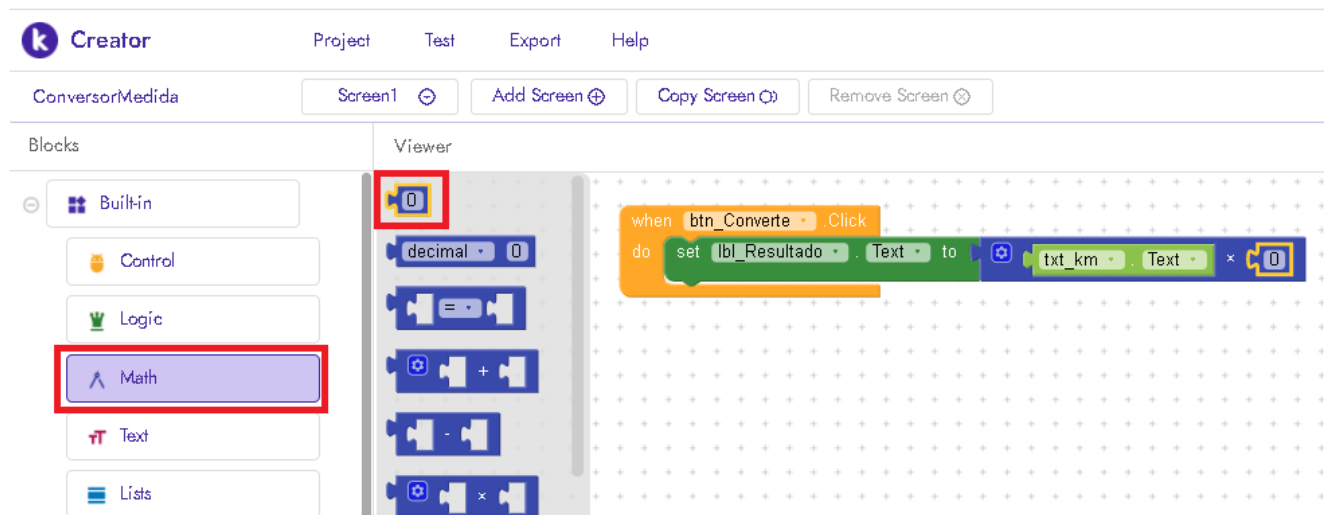 k Creator Project Test Export Help
ConversorMedida Screen1 Add Screen Copy Screen Remove Screen
Blocks Viewer
Built-in
Control
Logic
Math
Text
Lists
0
decimal 0
=
+
-
×
when btn_Converte .Click
do set lbl_Resultado . Text to txt_km . Text × 0